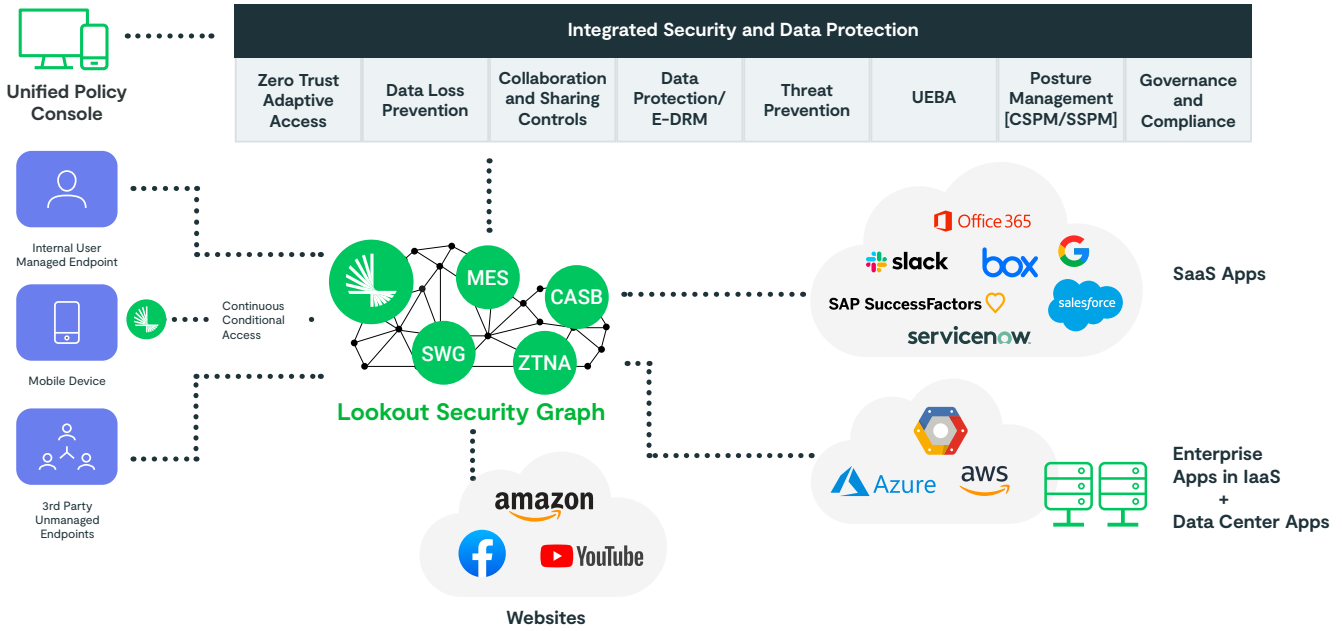 Integrated Security and Data Protection
Unified Policy
Console
Zero Trust
Adaptive
Access
Data Loss
Prevention
Collaboration
and Sharing
Controls
Data
Protection/
E-DRM
Threat
Prevention
UEBA
Posture
Management
[CSPM/SSPM]
Governance
and
Compliance
Internal User
Managed Endpoint
Mobile Device
Continuous
Conditional
Access
3rd Party
Unmanaged
Endpoints
MES
CASB
SWG
ZTNA
Lookout Security Graph
Office 365
slack
box
G
SAP SuccessFactors
salesforce
servicenow
SaaS Apps
Azure
aws
Enterprise
Apps in IaaS
+
Data Center Apps
amazon
f
YouTube
Websites